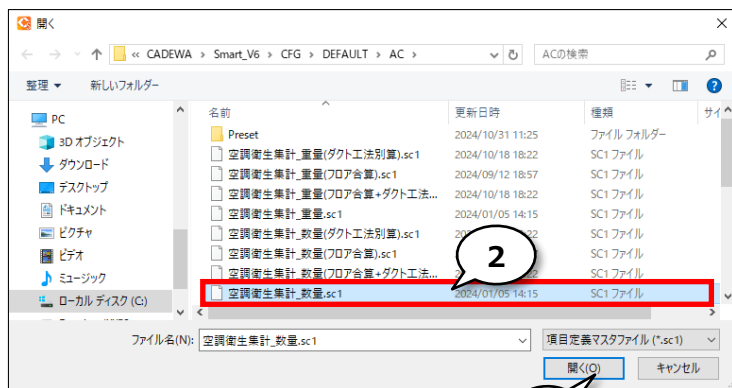 開く
« CADEWA > Smart_V6 > CFG > DEFAULT > AC >
ACの検索
整理 新しいフォルダー
名前 更新日時 種類
PC
3D オブジェクト
ダウンロード
デスクトップ
ドキュメント
ピクチャ
ビデオ
ミュージック
ローカル ディスク (C:)
Preset 2024/10/31 11:25 ファイル フォルダー
空調衛生集計_重量(ダクト工法別算).sc1 2024/10/18 18:22 SC1 ファイル
空調衛生集計_重量(フロア合算).sc1 2024/09/12 18:57 SC1 ファイル
空調衛生集計_重量(フロア合算+ダクト工法... 2024/10/18 18:22 SC1 ファイル
空調衛生集計_重量.sc1 2024/01/05 14:15 SC1 ファイル
空調衛生集計_数量(ダクト工法別算).sc1 SC1 ファイル
空調衛生集計_数量(フロア合算).sc1 SC1 ファイル
空調衛生集計_数量(フロア合算+ダクト工法... SC1 ファイル
空調衛生集計_数量.sc1 2024/01/05 14:15 SC1 ファイル
2
ファイル名(N): 空調衛生集計_数量.sc1 項目定義マスタファイル (*.sc1)
開く(O) キャンセル